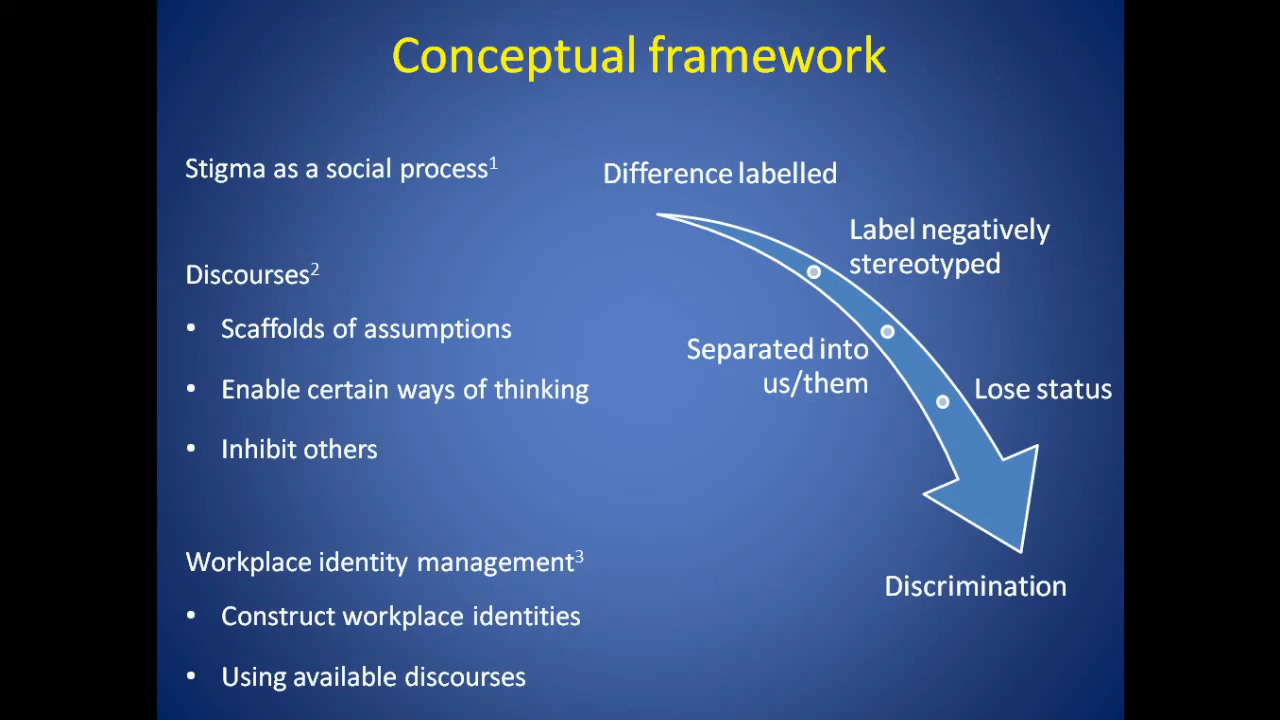 Conceptual framework
Stigma as a social process¹
Discourses²
• Scaffolds of assumptions
• Enable certain ways of thinking
• Inhibit others
Workplace identity management³
• Construct workplace identities
• Using available discourses
Difference labelled
Label negatively
stereotyped
Separated into
us/them
Lose status
Discrimination